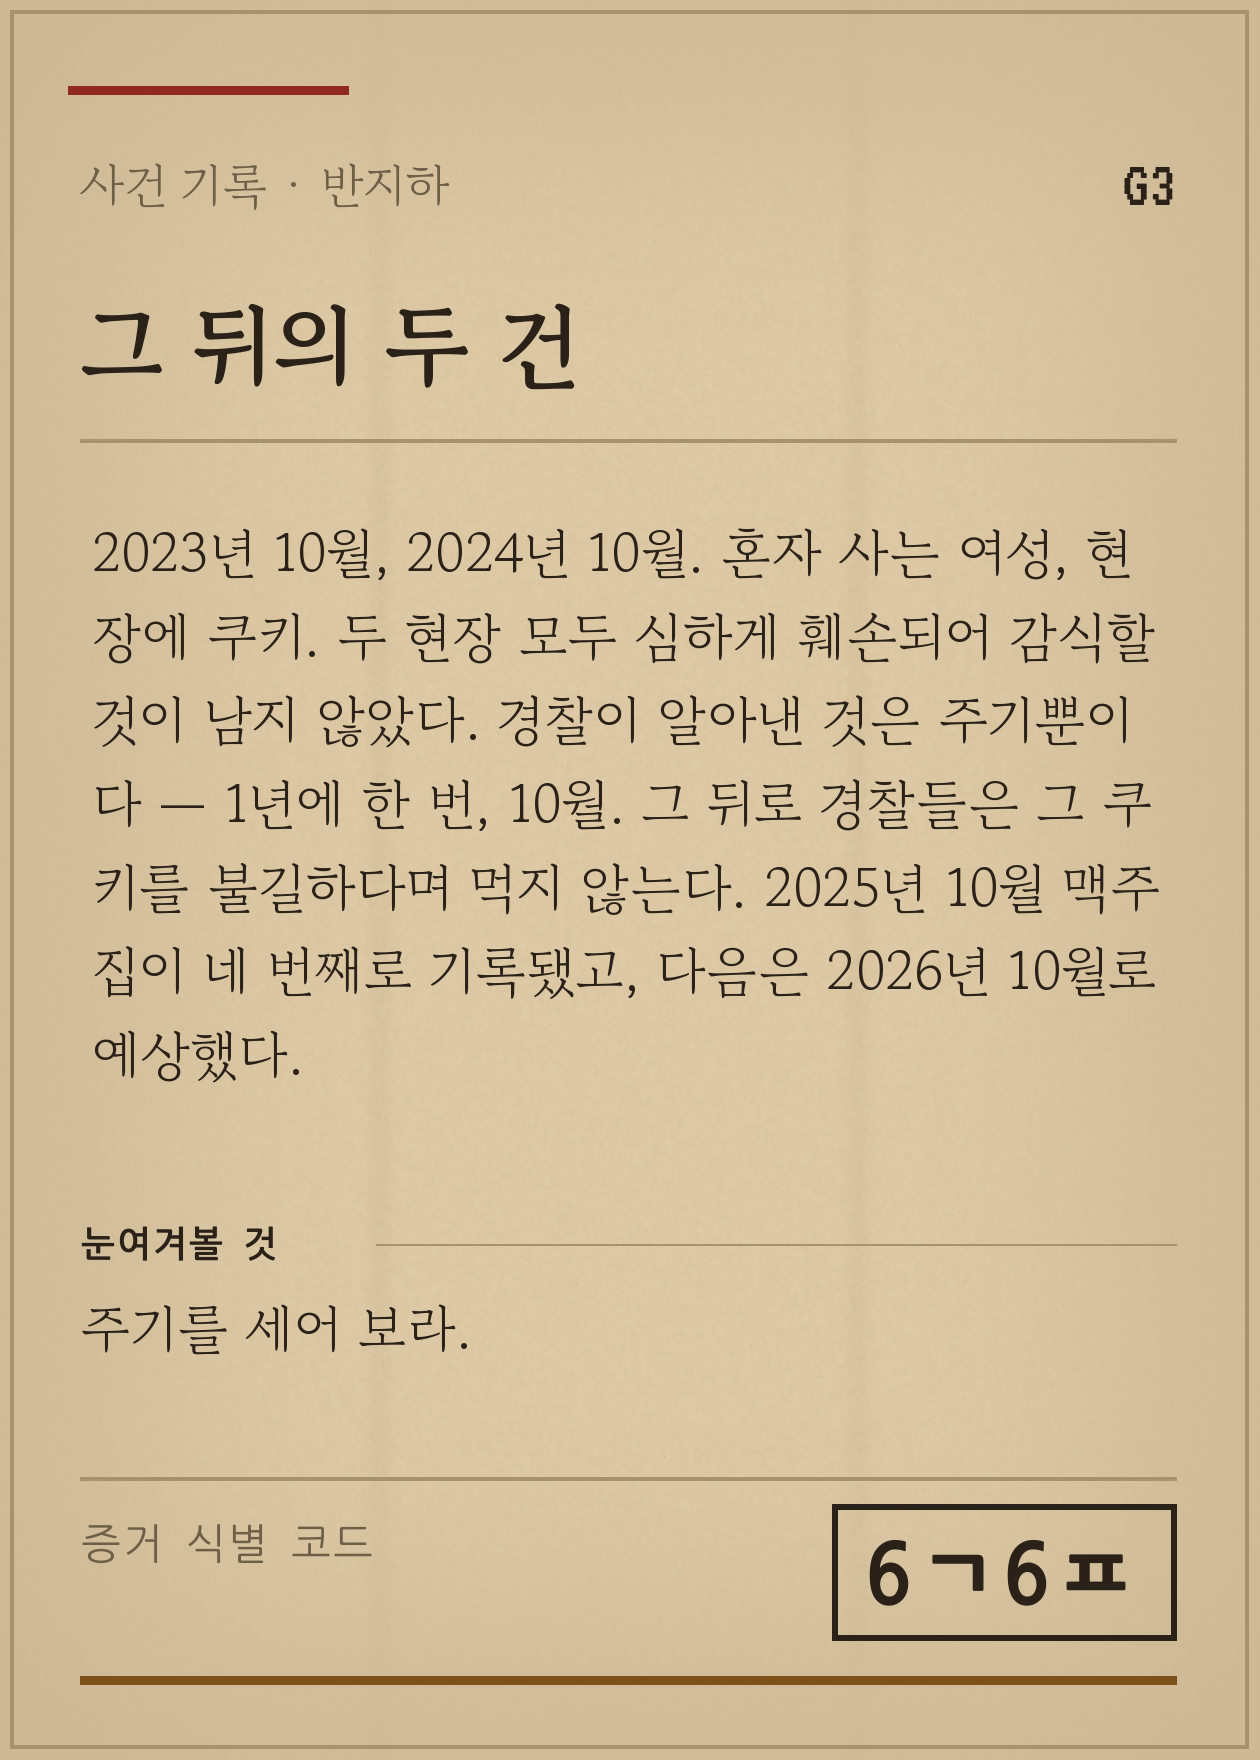 사건 기록 · 반지하
G3
그 뒤의 두 건
2023년 10월, 2024년 10월. 혼자 사는 여성, 현
장에 쿠키. 두 현장 모두 심하게 훼손되어 감식할
것이 남지 않았다. 경찰이 알아낸 것은 주기뿐이
다 — 1년에 한 번, 10월. 그 뒤로 경찰들은 그 쿠
키를 불길하다며 먹지 않는다. 2025년 10월 맥주
집이 네 번째로 기록됐고, 다음은 2026년 10월로
예상했다.
눈여겨볼 것
주기를 세어 보라.
증거 식별 코드
6ㄱ6ㅍ